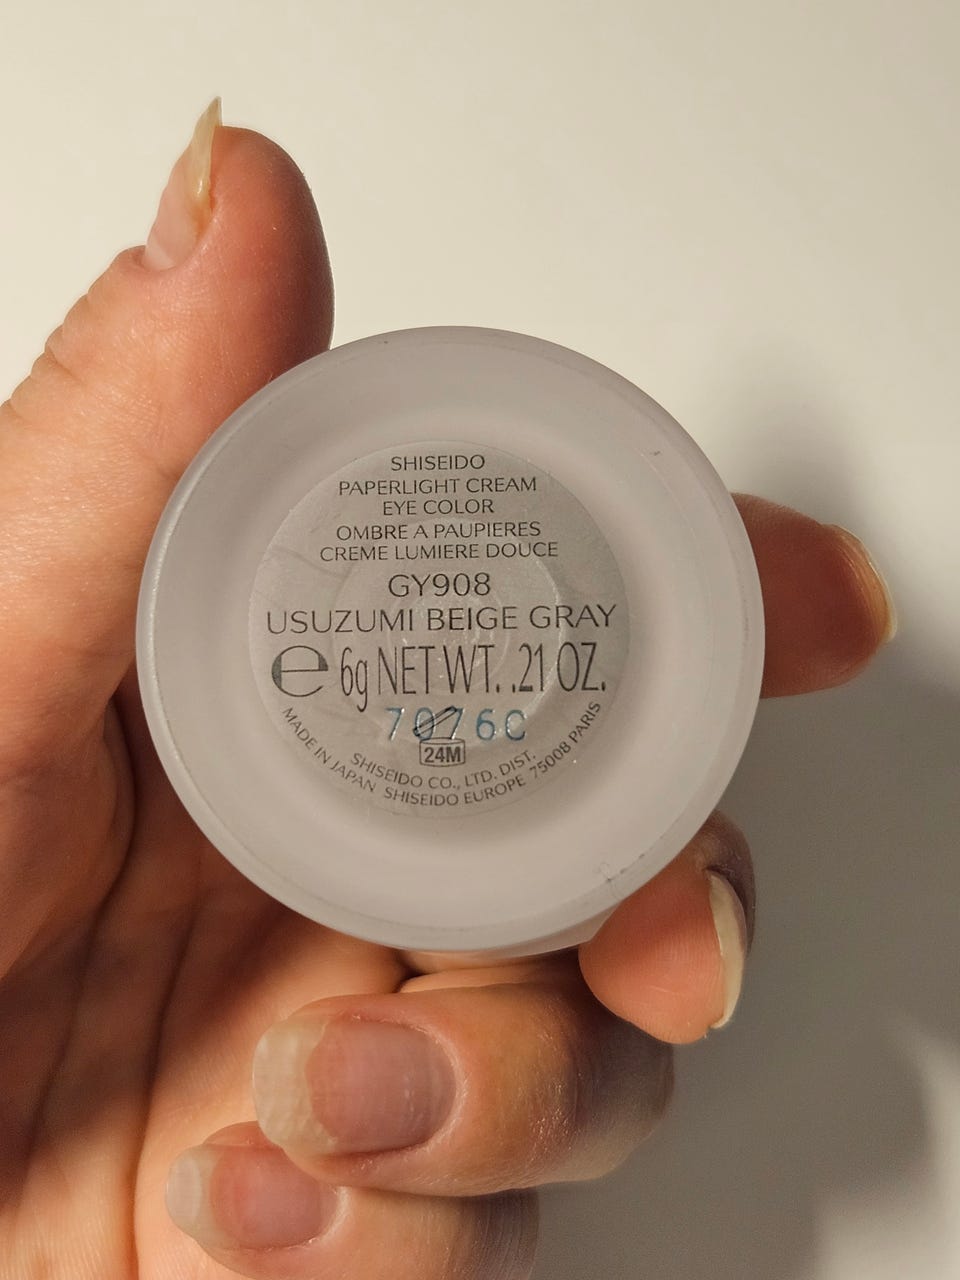 SHISEIDO
PAPERLIGHT CREAM
EYE COLOR
OMBRE A PAUPIERES
CREME LUMIERE DOUCE
GY908
USUZUMI BEIGE GRAY
℮ 6g NET WT. .21 OZ.
7076C
24M
SHISEIDO CO., LTD. DIST.
MADE IN JAPAN SHISEIDO EUROPE 75008 PARIS